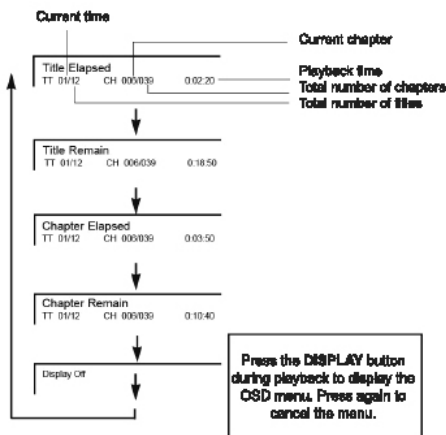 Current time
Current chapter
Title Elapsed
TT 01/12 CH 006/039 0:02:20
Playback time
Total number of chapters
Total number of titles
Title Remain
TT 01/12 CH 006/039 0:18:50
Chapter Elapsed
TT 01/12 CH 006/039 0:03:50
Chapter Remain
TT 01/12 CH 006/039 0:10:40
Display Off
Press the DISPLAY button
during playback to display the
OSD menu. Press again to
cancel the menu.